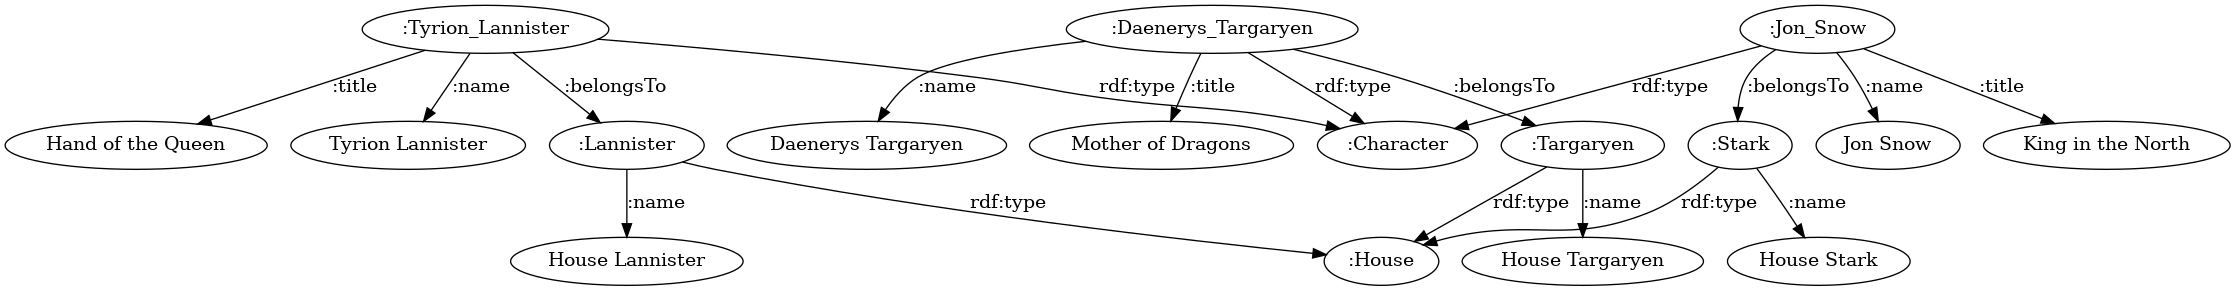 :Tyrion_Lannister
:Daenerys_Targaryen
:Jon_Snow
:title
:name
:belongsTo
rdf:type
:name
:title
rdf:type
:belongsTo
rdf:type
:belongsTo
:name
:title
Hand of the Queen
Tyrion Lannister
:Lannister
Daenerys Targaryen
Mother of Dragons
:Character
:Targaryen
:Stark
Jon Snow
King in the North
:name
rdf:type
rdf:type
:name
rdf:type
:name
House Lannister
:House
House Targaryen
House Stark